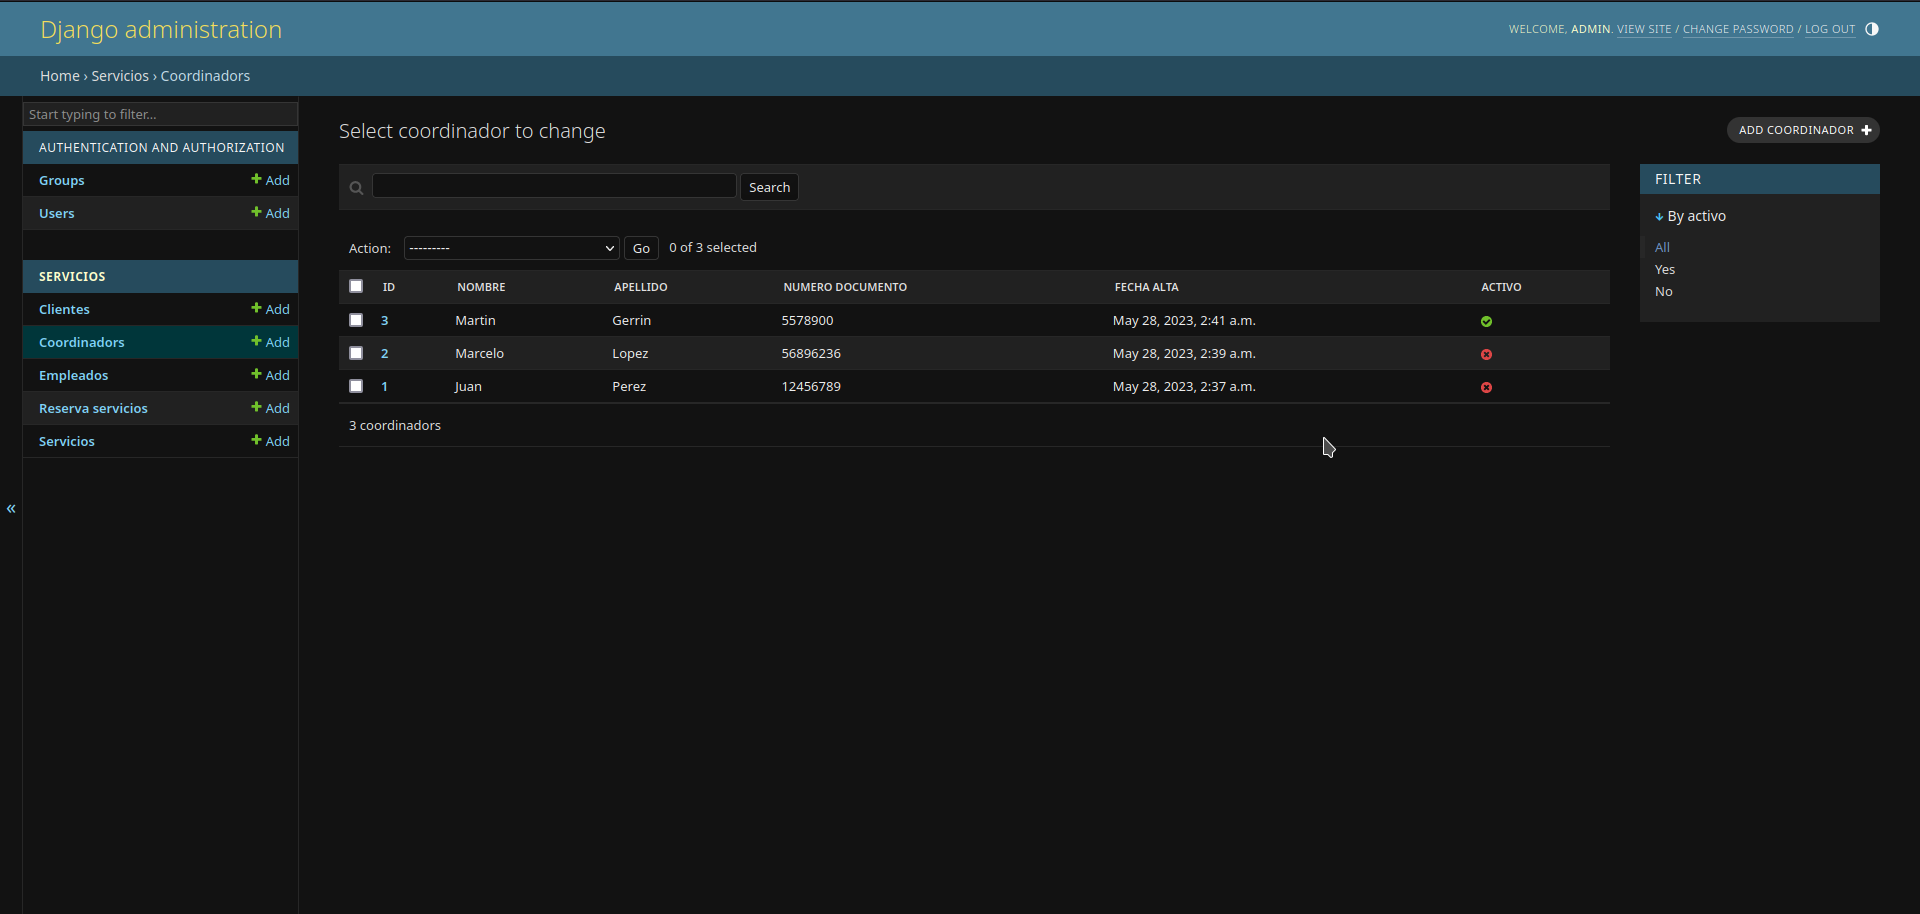 Django administration
WELCOME, ADMIN. VIEW SITE / CHANGE PASSWORD / LOG OUT
Home › Servicios › Coordinadors
Start typing to filter...
AUTHENTICATION AND AUTHORIZATION
Groups + Add
Users + Add
SERVICIOS
Clientes + Add
Coordinadors + Add
Empleados + Add
Reserva servicios + Add
Servicios + Add
«
Select coordinador to change
ADD COORDINADOR +
Search
Action: --------- Go 0 of 3 selected
ID NOMBRE APELLIDO NUMERO DOCUMENTO FECHA ALTA ACTIVO
3 Martin Gerrin 5578900 May 28, 2023, 2:41 a.m.
2 Marcelo Lopez 56896236 May 28, 2023, 2:39 a.m.
1 Juan Perez 12456789 May 28, 2023, 2:37 a.m.
3 coordinadors
FILTER
↓ By activo
All
Yes
No